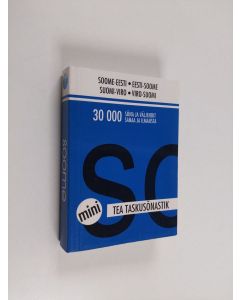 SOOME-EESTI • EESTI-SOOME
SUOMI-VIRO • VIRO-SUOMI
30 000 SÕNA JA VÄLJENDIT
SANAA JA ILMAISTA
SO
mini
TEA TASKUSÕNASTIK
soome